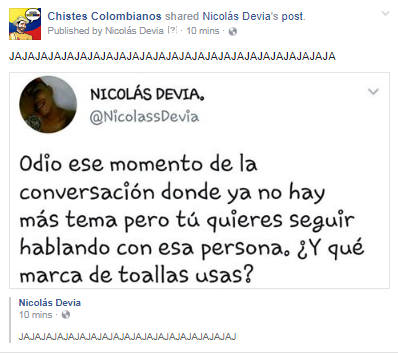 Chistes Colombianos shared Nicolás Devia's post.
Published by Nicolás Devia [?] · 10 mins ·
JAJAJAJAJAJAJAJAJAJAJAJAJAJAJAJAJAJAJAJAJAJAJAJAJA
NICOLÁS DEVIA.
@NicolassDevia
Odio ese momento de la
conversación donde ya no hay
más tema pero tú quieres seguir
hablando con esa persona. ¿Y qué
marca de toallas usas?
Nicolás Devia
10 mins ·
JAJAJAJAJAJAJAJAJAJAJAJAJAJAJAJAJAJAJAJ